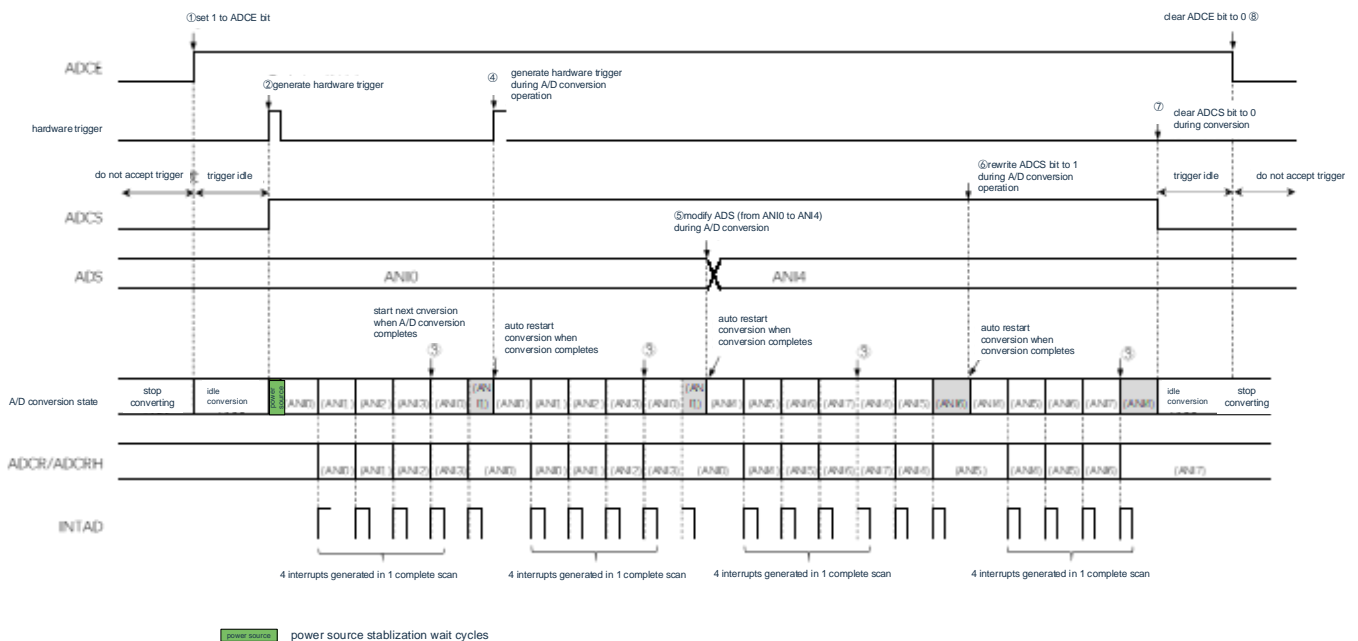 ①set 1 to ADCE bit
clear ADCE bit to 0 ⑧
ADCE
②generate hardware trigger
④
generate hardware trigger
during A/D conversion
operation
⑦
clear ADCS bit to 0
during conversion
hardware trigger
do not accept trigger
trigger idle
⑥rewrite ADCS bit to 1
during A/D conversion
operation
trigger idle
do not accept trigger
ADCS
⑤modify ADS (from ANI0 to ANI4)
during A/D conversion
ADS
ANI0
ANI4
start next cnversion
when A/D conversion
completes
auto restart
conversion when
conversion completes
auto restart
conversion when
conversion completes
auto restart
conversion when
conversion completes
③
③
③
③
A/D conversion state
stop
converting
idle
conversion
power
source
(ANI0)
(ANI1)
(ANI2)
(ANI3)
(ANI0)
(AN
I1)
(ANI0)
(ANI1)
(ANI2)
(ANI3)
(ANI0)
(AN
I1)
(ANI4)
(ANI5)
(ANI6)
(ANI7)
(ANI4)
(ANI5)
(ANI6)
(ANI4)
(ANI5)
(ANI6)
(ANI7)
(ANI4)
idle
conversion
stop
converting
ADCR/ADCRH
(ANI0)
(ANI1)
(ANI2)
(ANI3)
(ANI0)
(ANI0)
(ANI1)
(ANI2)
(ANI3)
(ANI0)
(ANI4)
(ANI5)
(ANI6)
(ANI7)
(ANI4)
(ANI5)
(ANI4)
(ANI5)
(ANI6)
(ANI7)
INTAD
4 interrupts generated in 1 complete scan
4 interrupts generated in 1 complete scan
4 interrupts generated in 1 complete scan
4 interrupts generated in 1 complete scan
power source
power source stablization wait cycles